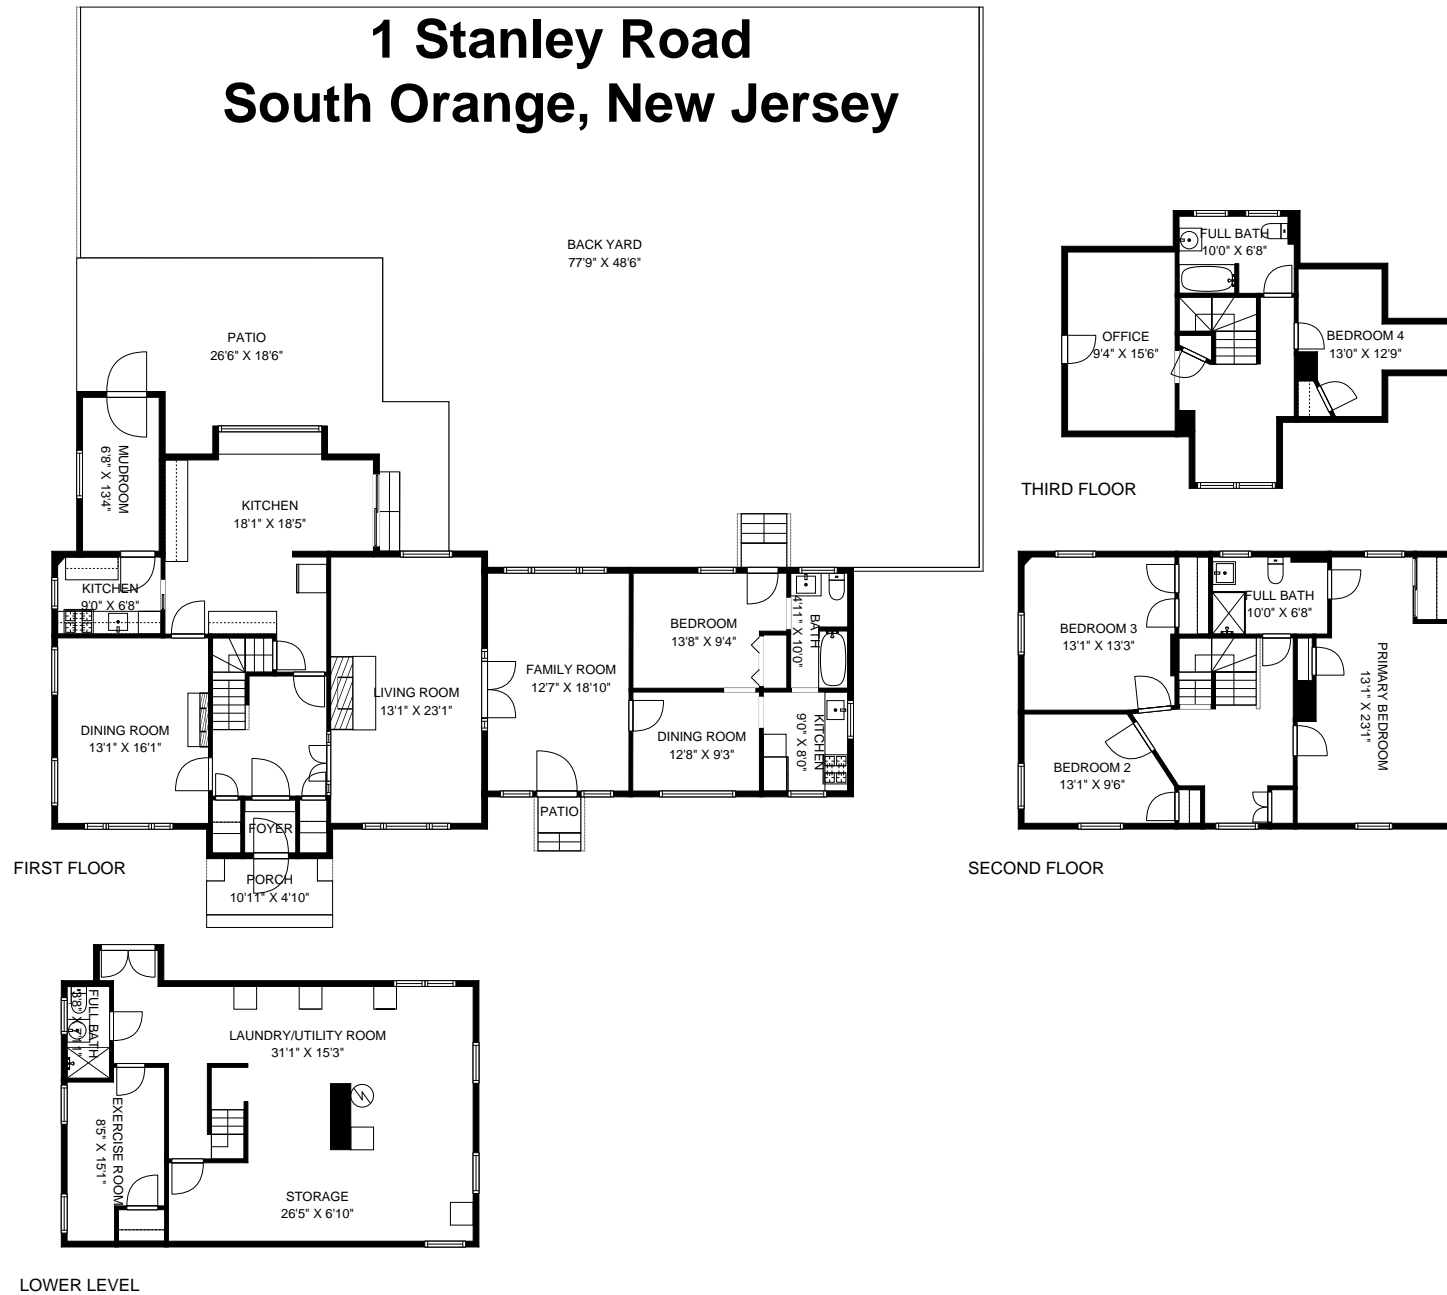 1 Stanley Road
South Orange, New Jersey
BACK YARD
77'9" X 48'6"
PATIO
26'6" X 18'6"
MUDROOM
6'8" X 13'4"
KITCHEN
18'1" X 18'5"
KITCHEN
9'0" X 6'8"
DINING ROOM
13'1" X 16'1"
LIVING ROOM
13'1" X 23'1"
FAMILY ROOM
12'7" X 18'10"
BEDROOM
13'8" X 9'4"
BATH
4'11" X 10'0"
DINING ROOM
12'8" X 9'3"
KITCHEN
9'0" X 8'0"
PATIO
FOYER
PORCH
10'11" X 4'10"
FIRST FLOOR
FULL BATH
10'0" X 6'8"
OFFICE
9'4" X 15'6"
BEDROOM 4
13'0" X 12'9"
THIRD FLOOR
FULL BATH
10'0" X 6'8"
BEDROOM 3
13'1" X 13'3"
PRIMARY BEDROOM
13'1" X 23'1"
BEDROOM 2
13'1" X 9'6"
SECOND FLOOR
FULL BATH
3'8" X 7'11"
LAUNDRY/UTILITY ROOM
31'1" X 15'3"
EXERCISE ROOM
8'5" X 15'1"
STORAGE
26'5" X 6'10"
LOWER LEVEL